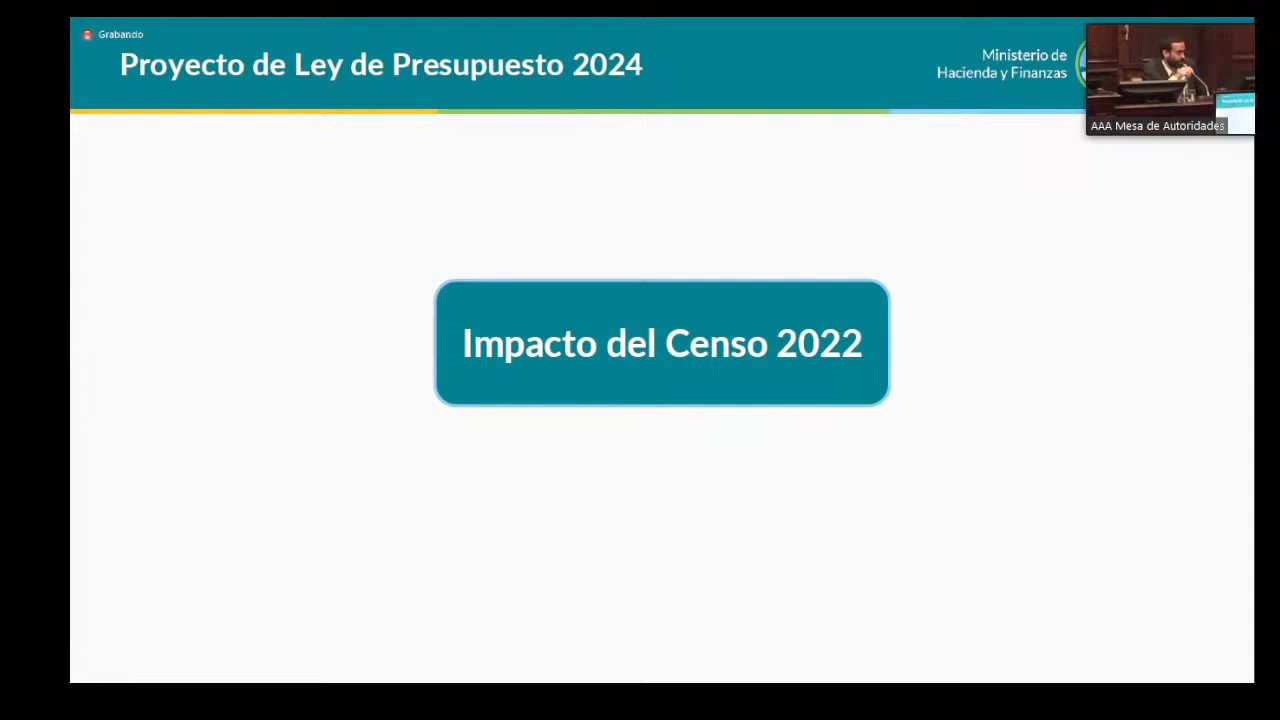 Grabando
Proyecto de Ley de Presupuesto 2024
Ministerio de
Hacienda y Finanzas
AAA Mesa de Autoridades
Impacto del Censo 2022